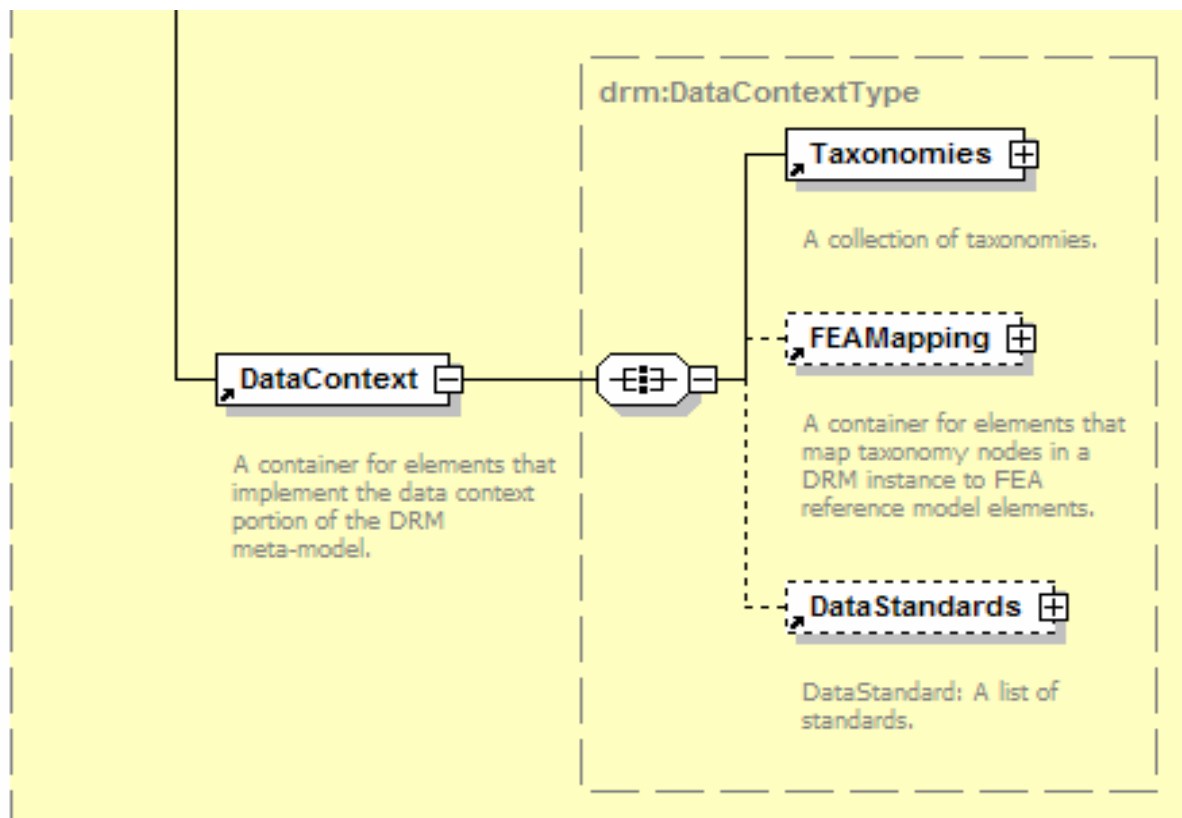 drm:DataContextType
Taxonomies
A collection of taxonomies.
FEAMapping
A container for elements that
map taxonomy nodes in a
DRM instance to FEA
reference model elements.
DataContext
A container for elements that
implement the data context
portion of the DRM
meta-model.
DataStandards
DataStandard: A list of
standards.